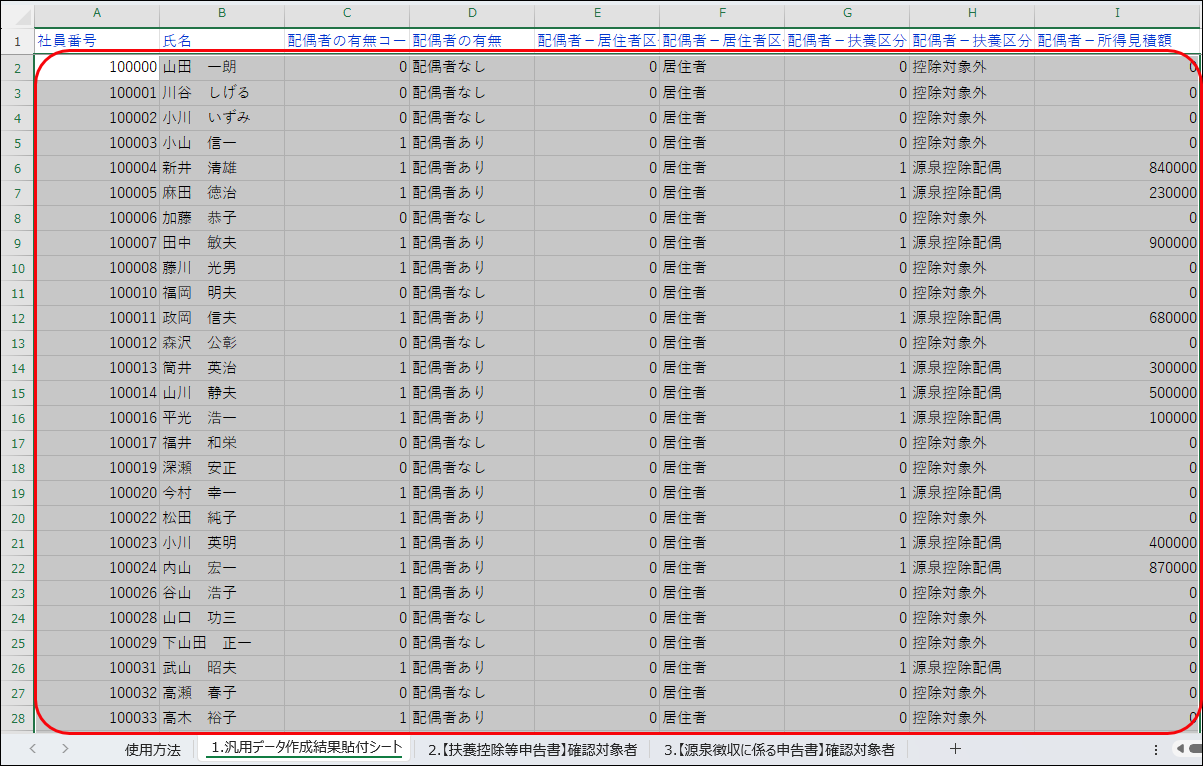 A B C D E F G H I
1 社員番号 氏名 配偶者の有無コー 配偶者の有無 配偶者－居住者区 配偶者－居住者区 配偶者－扶養区分 配偶者－扶養区分 配偶者－所得見積額
2 100000 山田　一朗 0 配偶者なし 0 居住者 0 控除対象外 0
3 100001 川谷　しげる 0 配偶者なし 0 居住者 0 控除対象外 0
4 100002 小川　いずみ 0 配偶者なし 0 居住者 0 控除対象外 0
5 100003 小山　信一 1 配偶者あり 0 居住者 0 控除対象外 0
6 100004 新井　清雄 1 配偶者あり 0 居住者 1 源泉控除配偶 840000
7 100005 麻田　徳治 1 配偶者あり 0 居住者 1 源泉控除配偶 230000
8 100006 加藤　恭子 0 配偶者なし 0 居住者 0 控除対象外 0
9 100007 田中　敏夫 1 配偶者あり 0 居住者 1 源泉控除配偶 900000
10 100008 藤川　光男 1 配偶者あり 0 居住者 0 控除対象外 0
11 100010 福岡　明夫 0 配偶者なし 0 居住者 0 控除対象外 0
12 100011 政岡　信夫 1 配偶者あり 0 居住者 1 源泉控除配偶 680000
13 100012 森沢　公彰 0 配偶者なし 0 居住者 0 控除対象外 0
14 100013 筒井　英治 1 配偶者あり 0 居住者 1 源泉控除配偶 300000
15 100014 山川　静夫 1 配偶者あり 0 居住者 1 源泉控除配偶 500000
16 100016 平光　浩一 1 配偶者あり 0 居住者 1 源泉控除配偶 100000
17 100017 福井　和栄 0 配偶者なし 0 居住者 0 控除対象外 0
18 100019 深瀬　安正 0 配偶者なし 0 居住者 0 控除対象外 0
19 100020 今村　幸一 1 配偶者あり 0 居住者 1 源泉控除配偶 0
20 100022 松田　純子 1 配偶者あり 0 居住者 0 控除対象外 0
21 100023 小川　英明 1 配偶者あり 0 居住者 1 源泉控除配偶 400000
22 100024 内山　宏一 1 配偶者あり 0 居住者 1 源泉控除配偶 870000
23 100026 谷山　浩子 1 配偶者あり 0 居住者 0 控除対象外 0
24 100028 山口　功三 0 配偶者なし 0 居住者 0 控除対象外 0
25 100029 下山田　正一 0 配偶者なし 0 居住者 0 控除対象外 0
26 100031 武山　昭夫 1 配偶者あり 0 居住者 1 源泉控除配偶 0
27 100032 高瀬　春子 0 配偶者なし 0 居住者 0 控除対象外 0
28 100033 高木　裕子 1 配偶者あり 0 居住者 0 控除対象外 0
使用方法 1.汎用データ作成結果貼付シート 2.【扶養控除等申告書】確認対象者 3.【源泉徴収に係る申告書】確認対象者